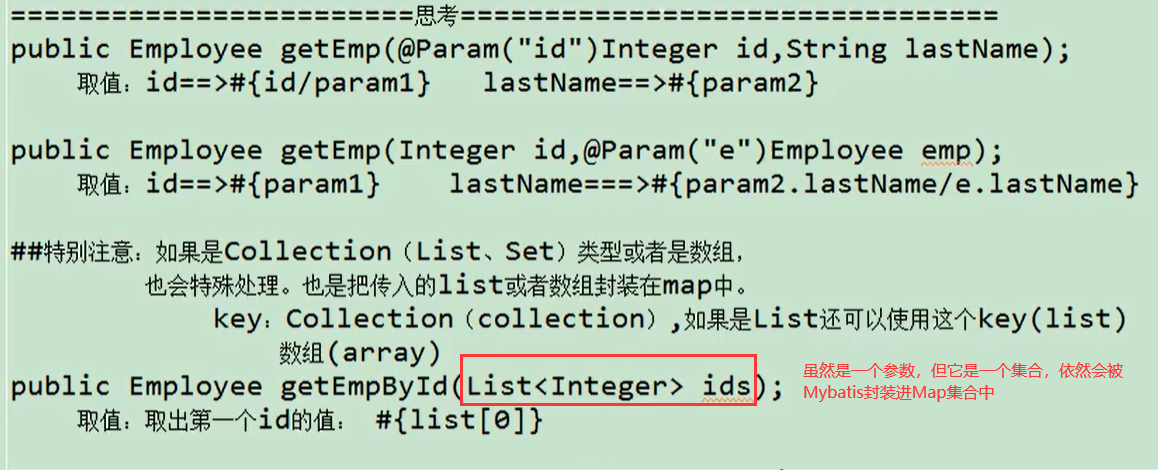 =========================思考=================================
public Employee getEmp(@Param("id")Integer id,String lastName);
取值：id==>#{id/param1}   lastName==>#{param2}
public Employee getEmp(Integer id,@Param("e")Employee emp);
取值：id==>#{param1}    lastName===>#{param2.lastName/e.lastName}
##特别注意：如果是Collection（List、Set）类型或者是数组，
也会特殊处理。也是把传入的list或者数组封装在map中。
key：Collection（collection）,如果是List还可以使用这个key(list)
数组(array)
public Employee getEmpById(List<Integer> ids);
取值：取出第一个id的值： #{list[0]}
虽然是一个参数，但它是一个集合，依然会被
Mybatis封装进Map集合中